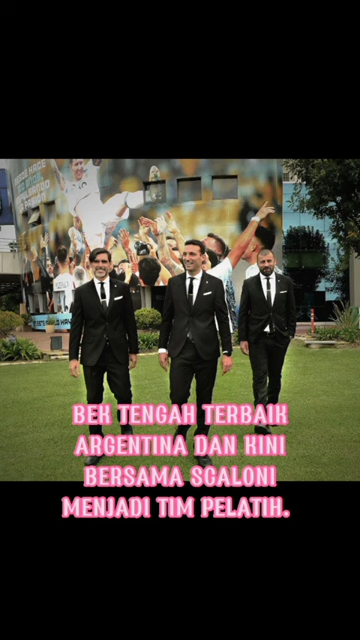 BEK TENGAH TERBAIK
ARGENTINA DAN KINI
BERSAMA SCALONI
MENJADI TIM PELATIH.